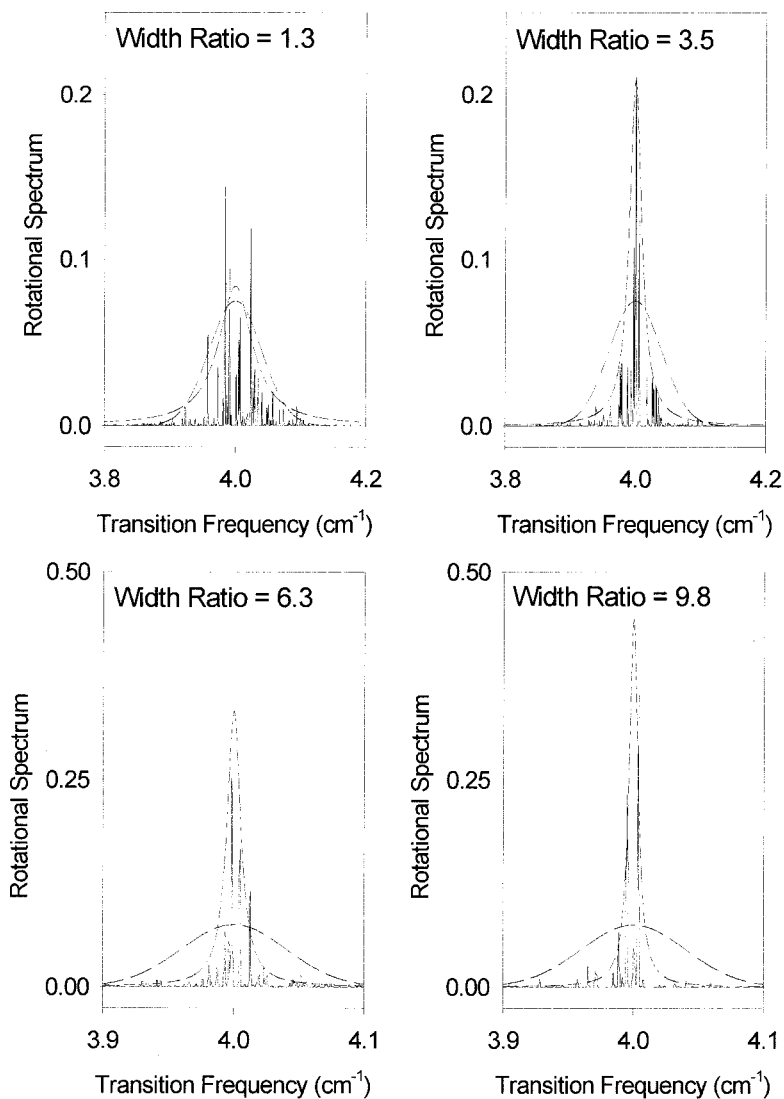 Width Ratio = 1.3
Width Ratio = 3.5
Rotational Spectrum
0.2
0.1
0.0
3.8 4.0 4.2
Transition Frequency (cm⁻¹)
Rotational Spectrum
0.2
0.1
0.0
3.8 4.0 4.2
Transition Frequency (cm⁻¹)
Width Ratio = 6.3
Width Ratio = 9.8
Rotational Spectrum
0.50
0.25
0.00
3.9 4.0 4.1
Transition Frequency (cm⁻¹)
Rotational Spectrum
0.50
0.25
0.00
3.9 4.0 4.1
Transition Frequency (cm⁻¹)